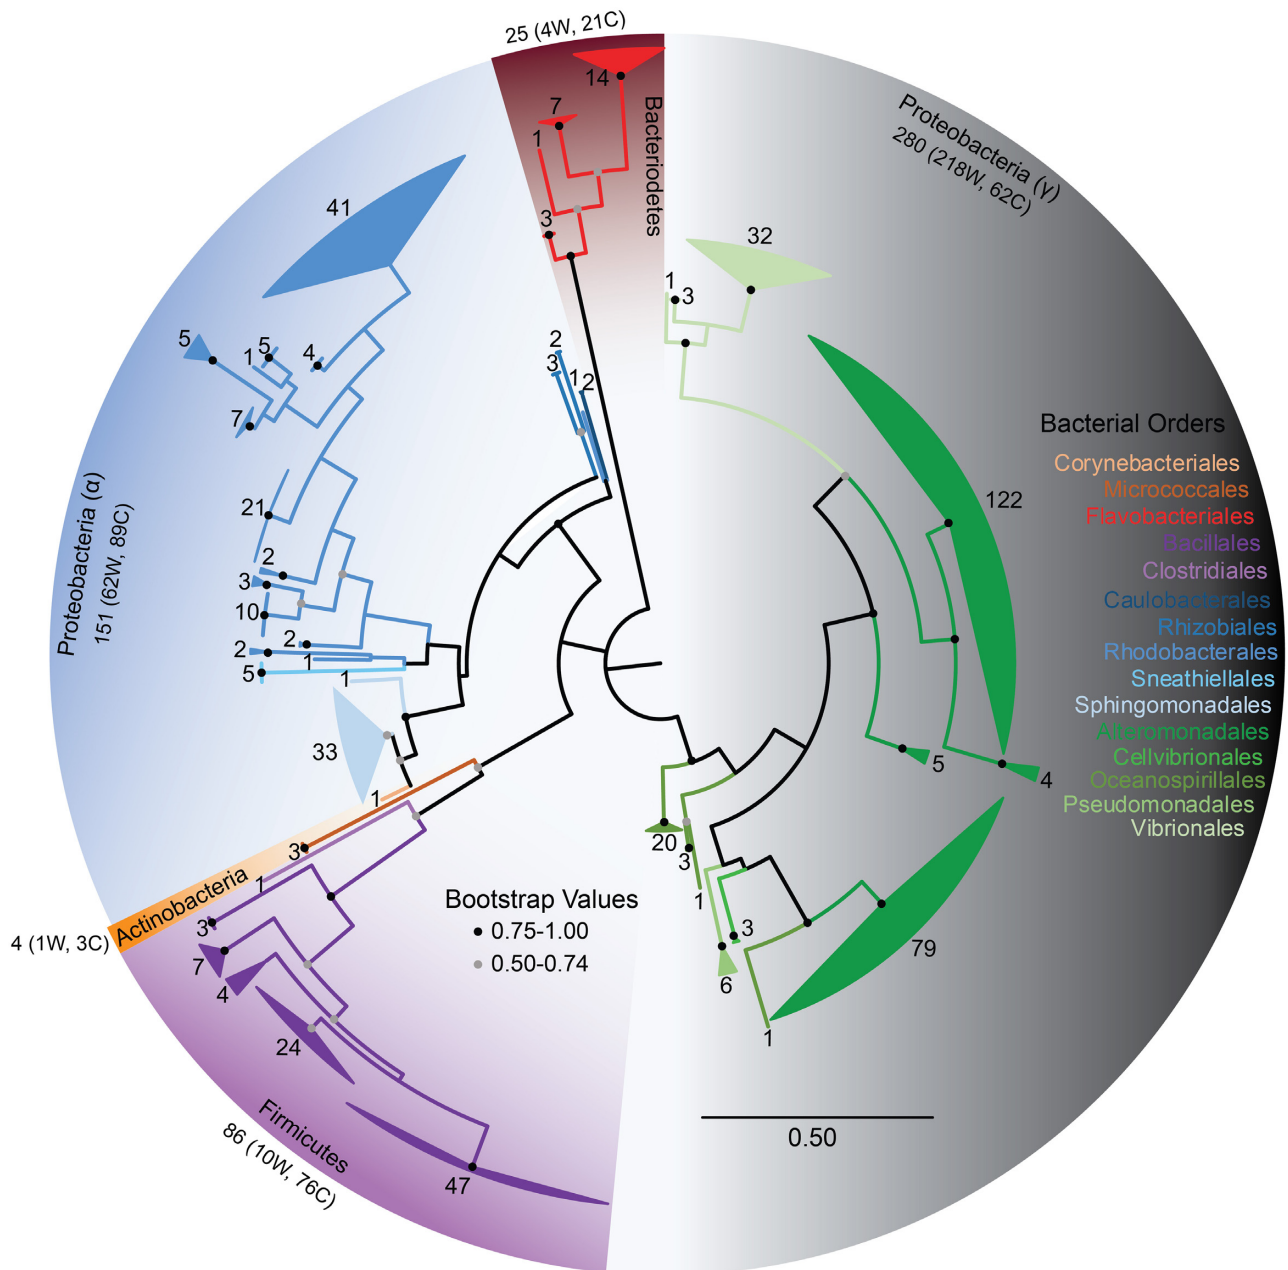 25 (4W, 21C)
14
7
1
3
Bacteriodetes
Proteobacteria (γ)
280 (218W, 62C)
32
1
3
122
5
4
Bacterial Orders
Corynebacteriales
Micrococcales
Flavobacteriales
Bacillales
Clostridiales
Caulobacterales
Rhizobiales
Rhodobacterales
Sneathiellales
Sphingomonadales
Alteromonadales
Cellvibrionales
Oceanospirillales
Pseudomonadales
Vibrionales
41
5
1
5
4
7
2
3
1
2
21
2
3
10
2
2
1
5
1
33
1
Proteobacteria (α)
151 (62W, 89C)
3
Actinobacteria
4 (1W, 3C)
1
3
7
4
24
47
Firmicutes
86 (10W, 76C)
Bootstrap Values
0.75-1.00
0.50-0.74
20
3
1
3
6
79
1
0.50